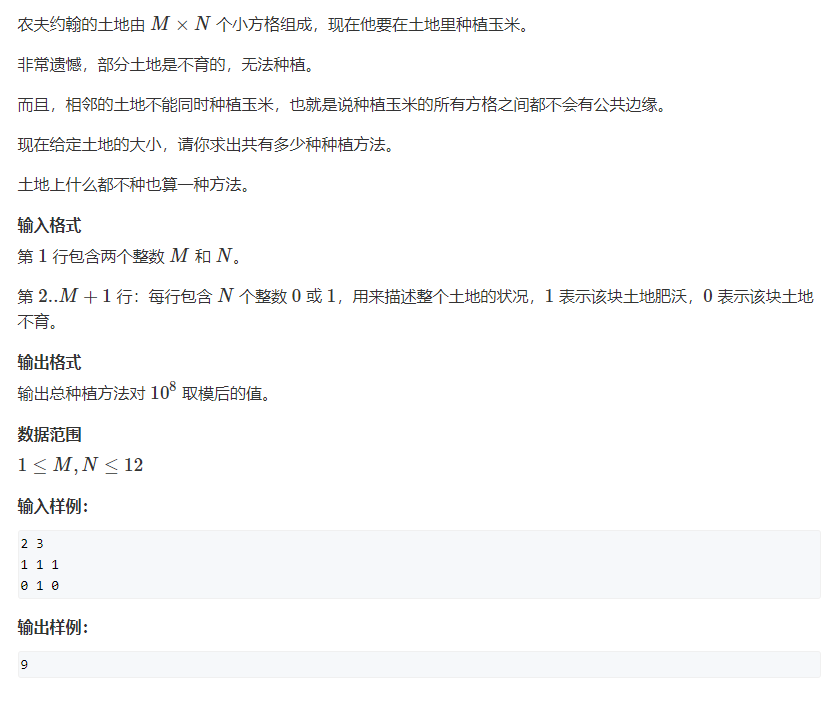 农夫约翰的土地由 M × N 个小方格组成，现在他要在土地里种植玉米。
非常遗憾，部分土地是不育的，无法种植。
而且，相邻的土地不能同时种植玉米，也就是说种植玉米的所有方格之间都不会有公共边缘。
现在给定土地的大小，请你求出共有多少种种植方法。
土地上什么都不种也算一种方法。
输入格式
第 1 行包含两个整数 M 和 N。
第 2..M + 1 行：每行包含 N 个整数 0 或 1，用来描述整个土地的状况，1 表示该块土地肥沃，0 表示该块土地
不育。
输出格式
输出总种植方法对 10⁸ 取模后的值。
数据范围
1 ≤ M, N ≤ 12
输入样例：
2 3
1 1 1
0 1 0
输出样例：
9